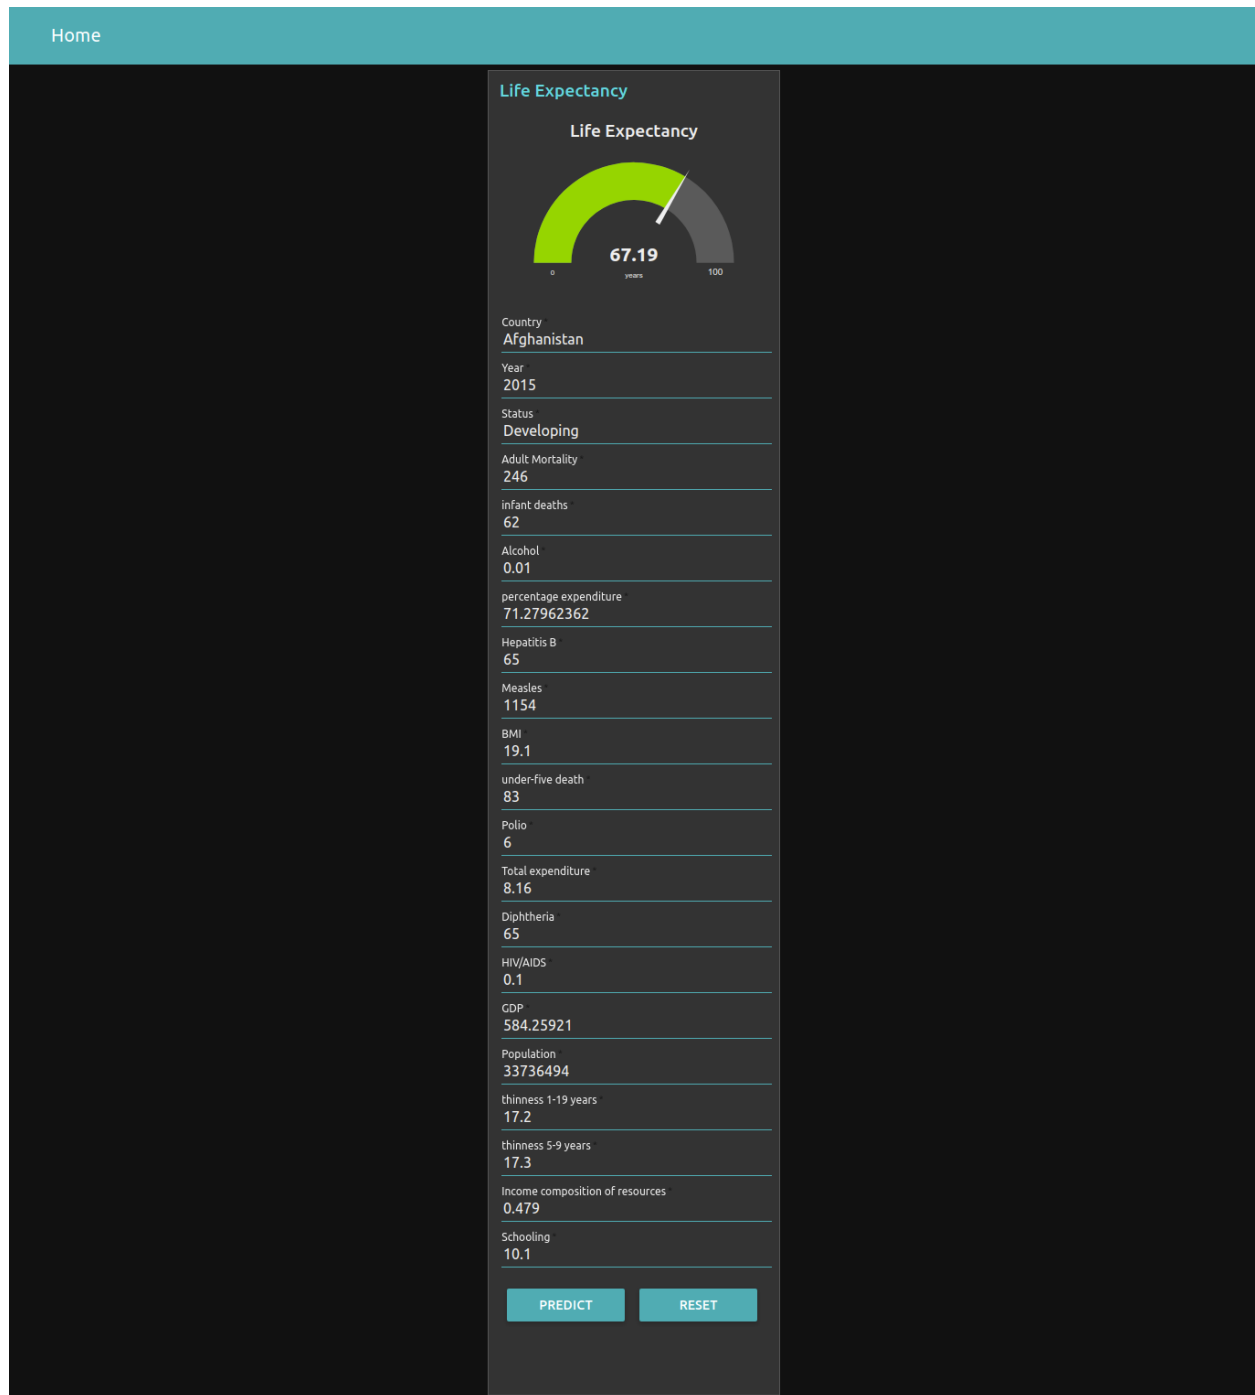 Home
Life Expectancy
Life Expectancy
67.19
0
years
100
Country *
Afghanistan
Year *
2015
Status *
Developing
Adult Mortality *
246
infant deaths *
62
Alcohol *
0.01
percentage expenditure *
71.27962362
Hepatitis B *
65
Measles *
1154
BMI *
19.1
under-five death *
83
Polio *
6
Total expenditure *
8.16
Diphtheria *
65
HIV/AIDS *
0.1
GDP *
584.25921
Population *
33736494
thinness 1-19 years *
17.2
thinness 5-9 years *
17.3
Income composition of resources *
0.479
Schooling *
10.1
PREDICT
RESET